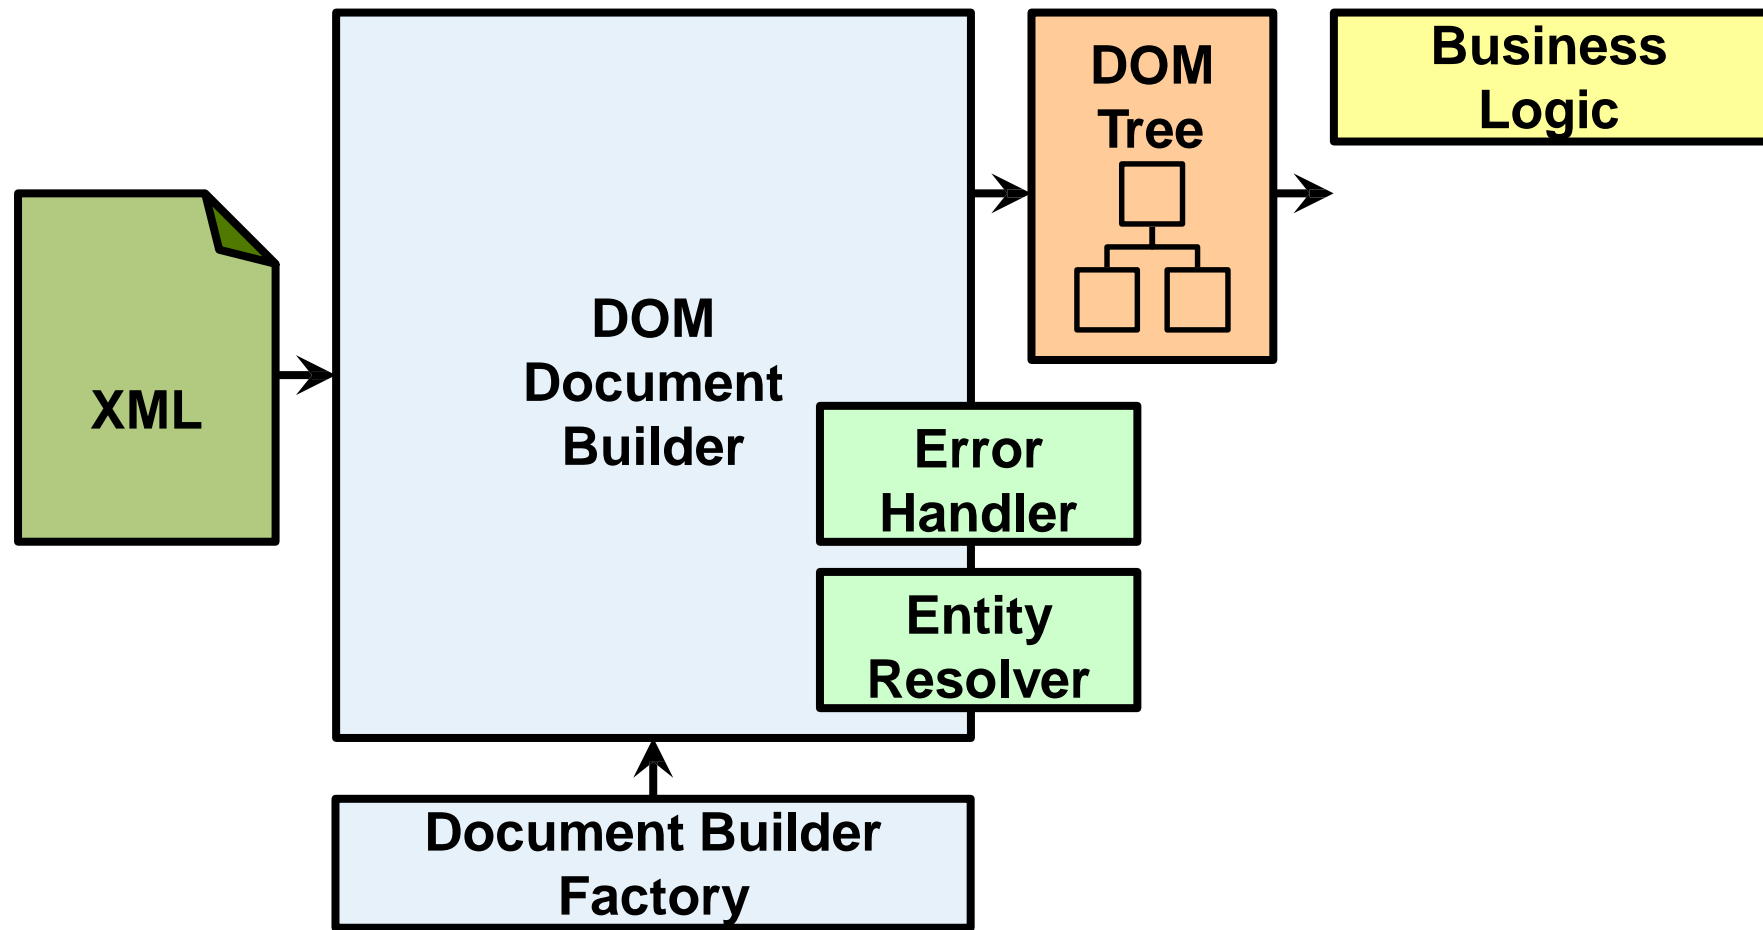 XML
DOM
Document
Builder
DOM
Tree
Business
Logic
Error
Handler
Entity
Resolver
Document Builder
Factory